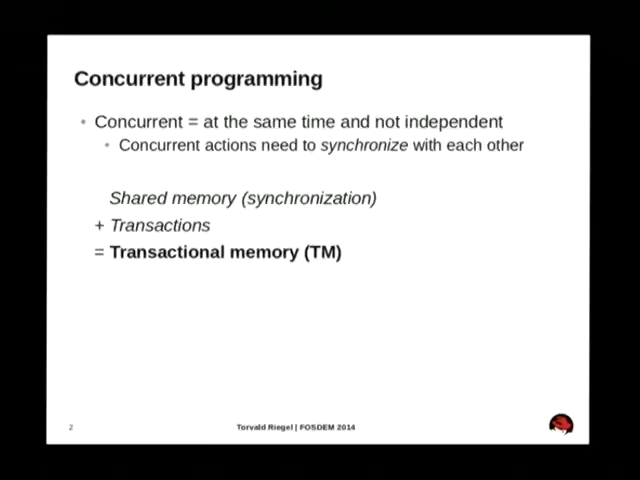 Concurrent programming
• Concurrent = at the same time and not independent
• Concurrent actions need to synchronize with each other
Shared memory (synchronization)
+ Transactions
= Transactional memory (TM)
2
Torvald Riegel | FOSDEM 2014